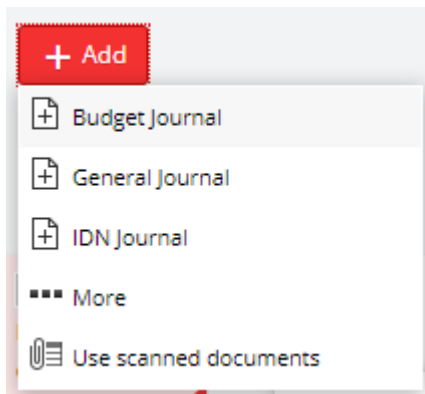 + Add
Budget Journal
General Journal
IDN Journal
More
Use scanned documents